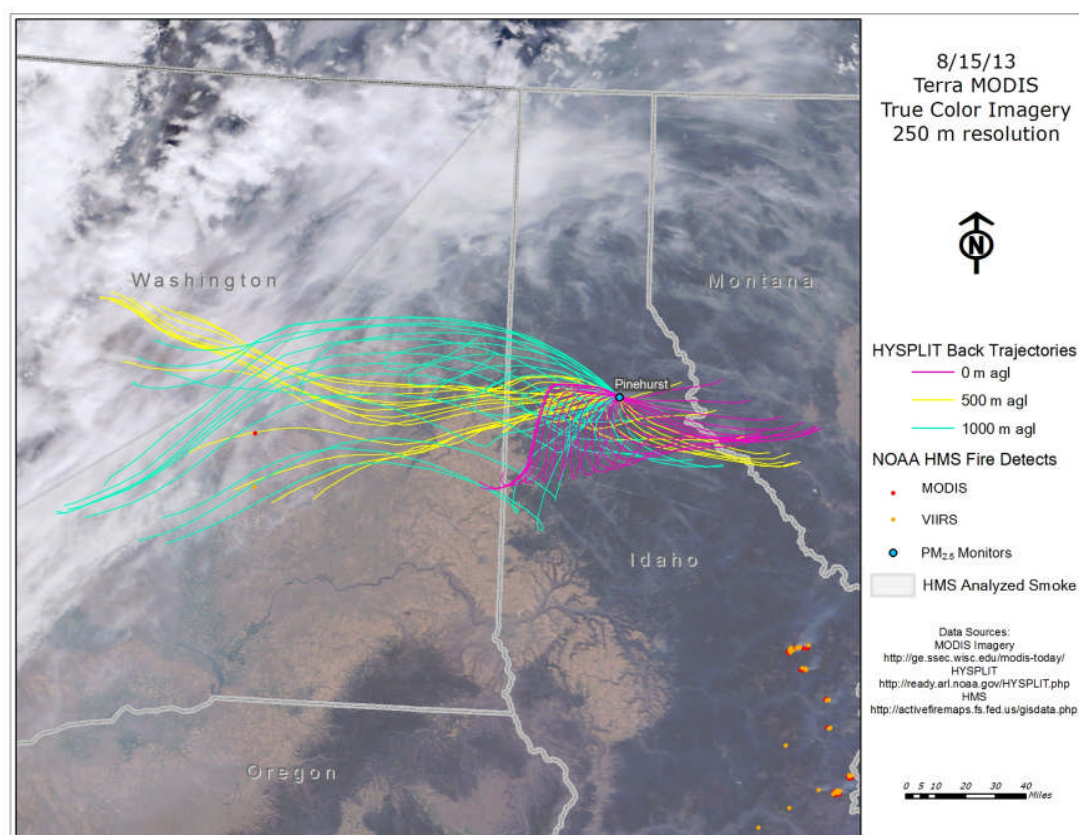 8/15/13
Terra MODIS
True Color Imagery
250 m resolution
N
Washington
Montana
Pinehurst
Idaho
Oregon
HYSPLIT Back Trajectories
0 m agl
500 m agl
1000 m agl
NOAA HMS Fire Detects
MODIS
VIIRS
PM2.5 Monitors
HMS Analyzed Smoke
Data Sources:
MODIS Imagery
http://ge.ssec.wisc.edu/modis-today/
HYSPLIT
http://ready.arl.noaa.gov/HYSPLIT.php
HMS
http://activefiremaps.fs.fed.us/gisdata.php
0 5 10 20 30 40
Miles